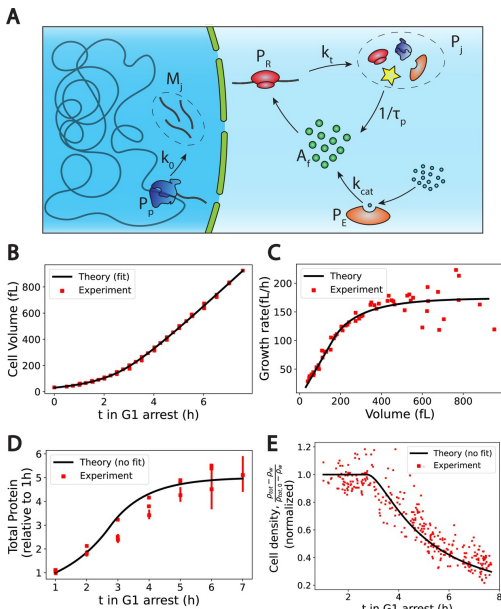 A
M_j
k_0
P_p
P_R
k_t
P_j
1/τ_p
A_f
k_cat
P_E
B
Theory (fit)
Experiment
Cell Volume (fL)
0
200
400
600
800
0
2
4
6
t in G1 arrest (h)
C
Theory
Experiment
Growth rate(fL/h)
50
100
150
200
0
200
400
600
800
Volume (fL)
D
Theory (no fit)
Experiment
Total Protein
(relative to 1h)
1
2
3
4
5
6
1
2
3
4
5
6
7
t in G1 arrest (h)
E
Theory (no fit)
Experiment
Cell density, ρ_tot − ρ_w / ρ_tot,0 − ρ_w
(normalized)
0.2
0.4
0.6
0.8
1.0
1.2
2
4
6
8
t in G1 arrest (h)